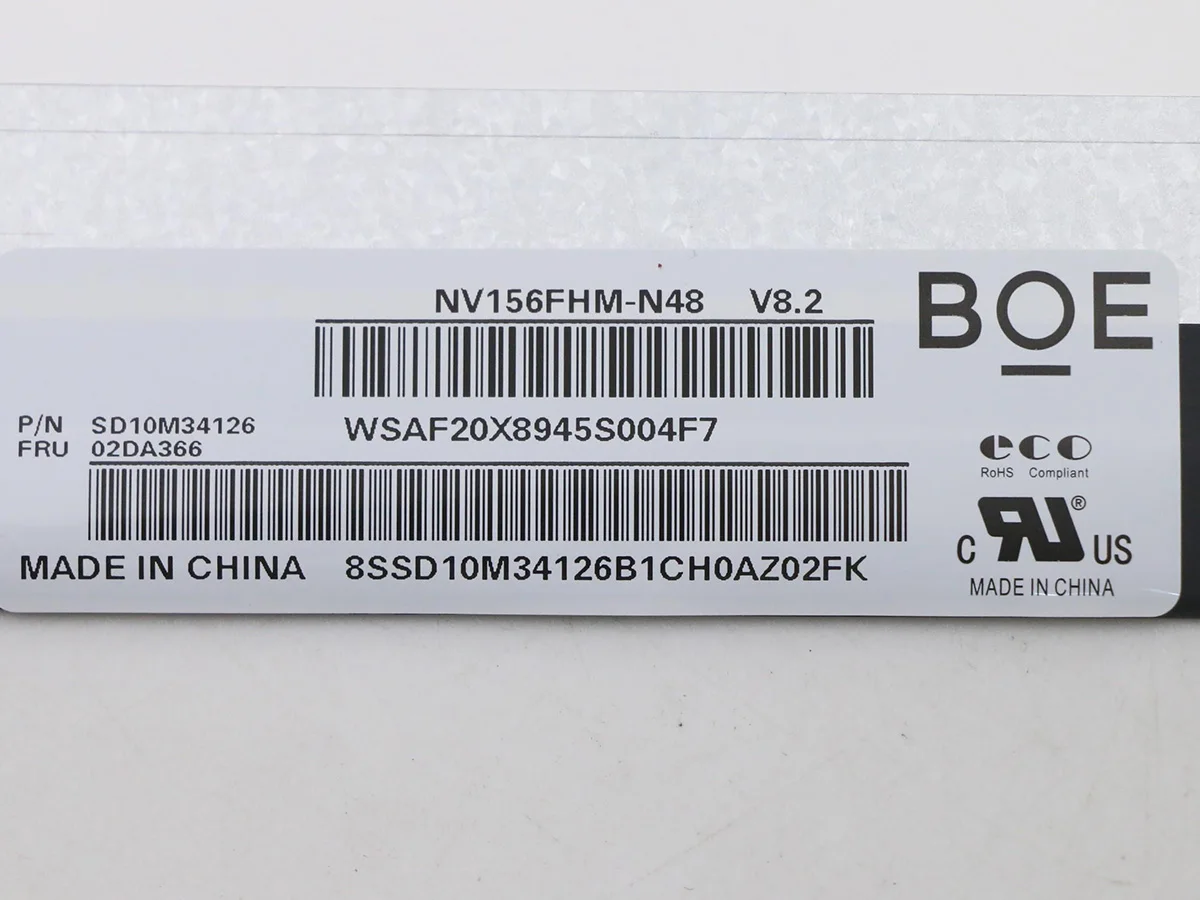 NV156FHM-N48 V8.2
BOE
P/N SD10M34126
FRU 02DA366
WSAF20X8945S004F7
eco
RoHS Compliant
MADE IN CHINA 8SSD10M34126B1CH0AZ02FK
C RU® US
MADE IN CHINA